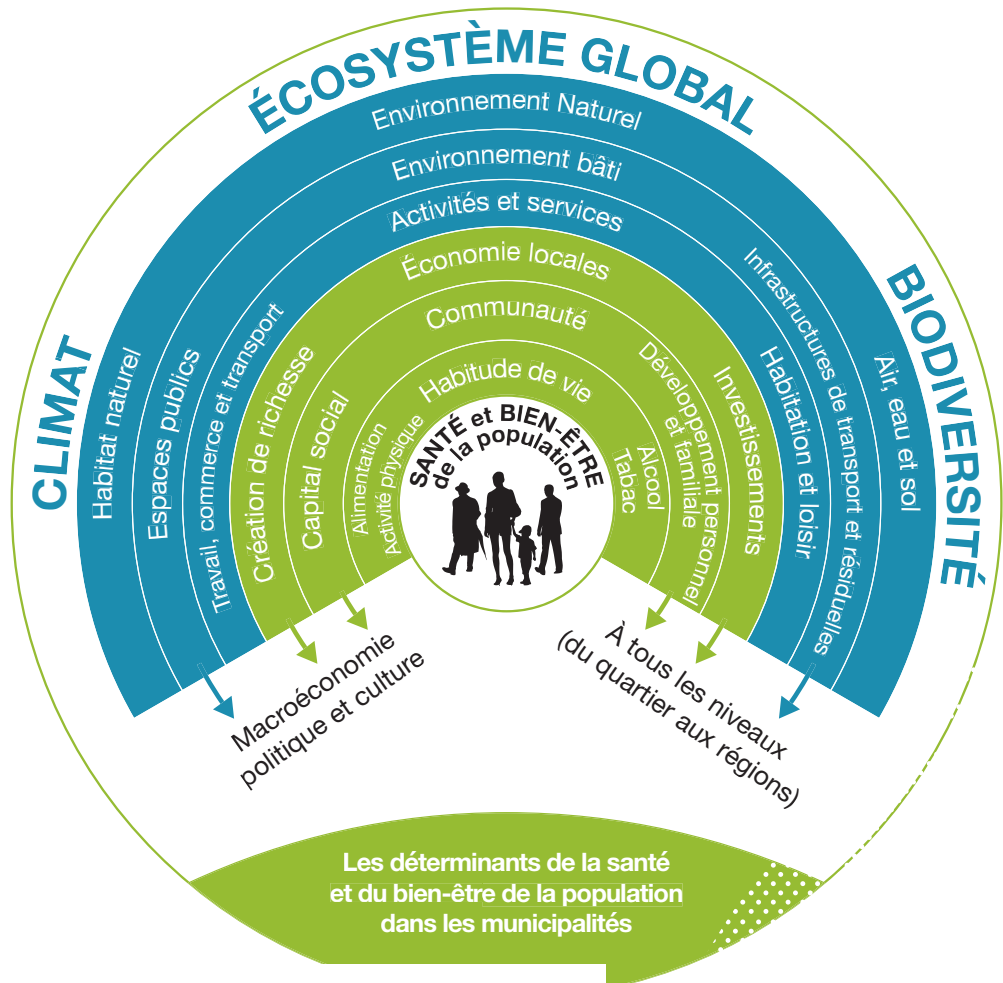 ÉCOSYSTÈME GLOBAL
CLIMAT
BIODIVERSITÉ
Environnement Naturel
Habitat naturel
Air, eau et sol
Environnement bâti
Espaces publics
Infrastructures de transport et résiduelles
Activités et services
Travail, commerce et transport
Habitation et loisir
Économie locales
Création de richesse
Investissements
Communauté
Capital social
Développement personnel
et familiale
Habitude de vie
Alimentation
Activité physique
Alcool
Tabac
SANTÉ et BIEN-ÊTRE
de la population
Macroéconomie
politique et culture
À tous les niveaux
(du quartier aux régions)
Les déterminants de la santé
et du bien-être de la population
dans les municipalités